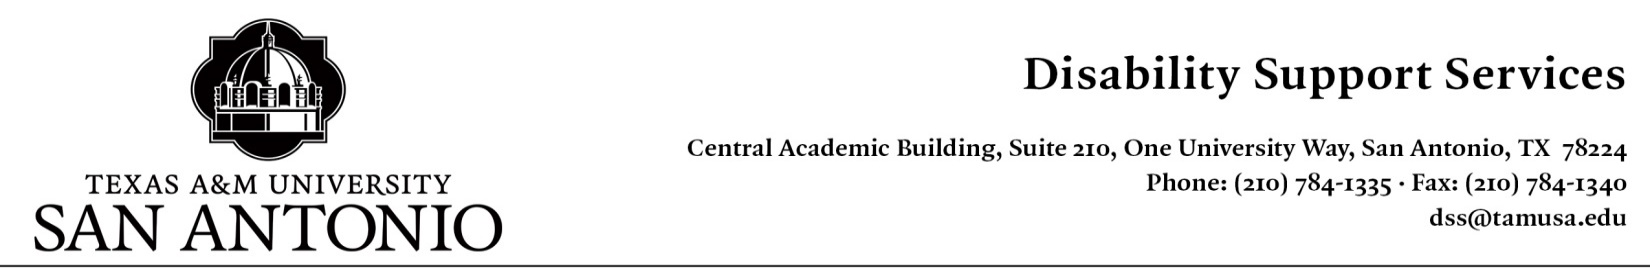 TEXAS A&M UNIVERSITY
SAN ANTONIO
Disability Support Services
Central Academic Building, Suite 210, One University Way, San Antonio, TX  78224
Phone: (210) 784-1335 · Fax: (210) 784-1340
dss@tamusa.edu